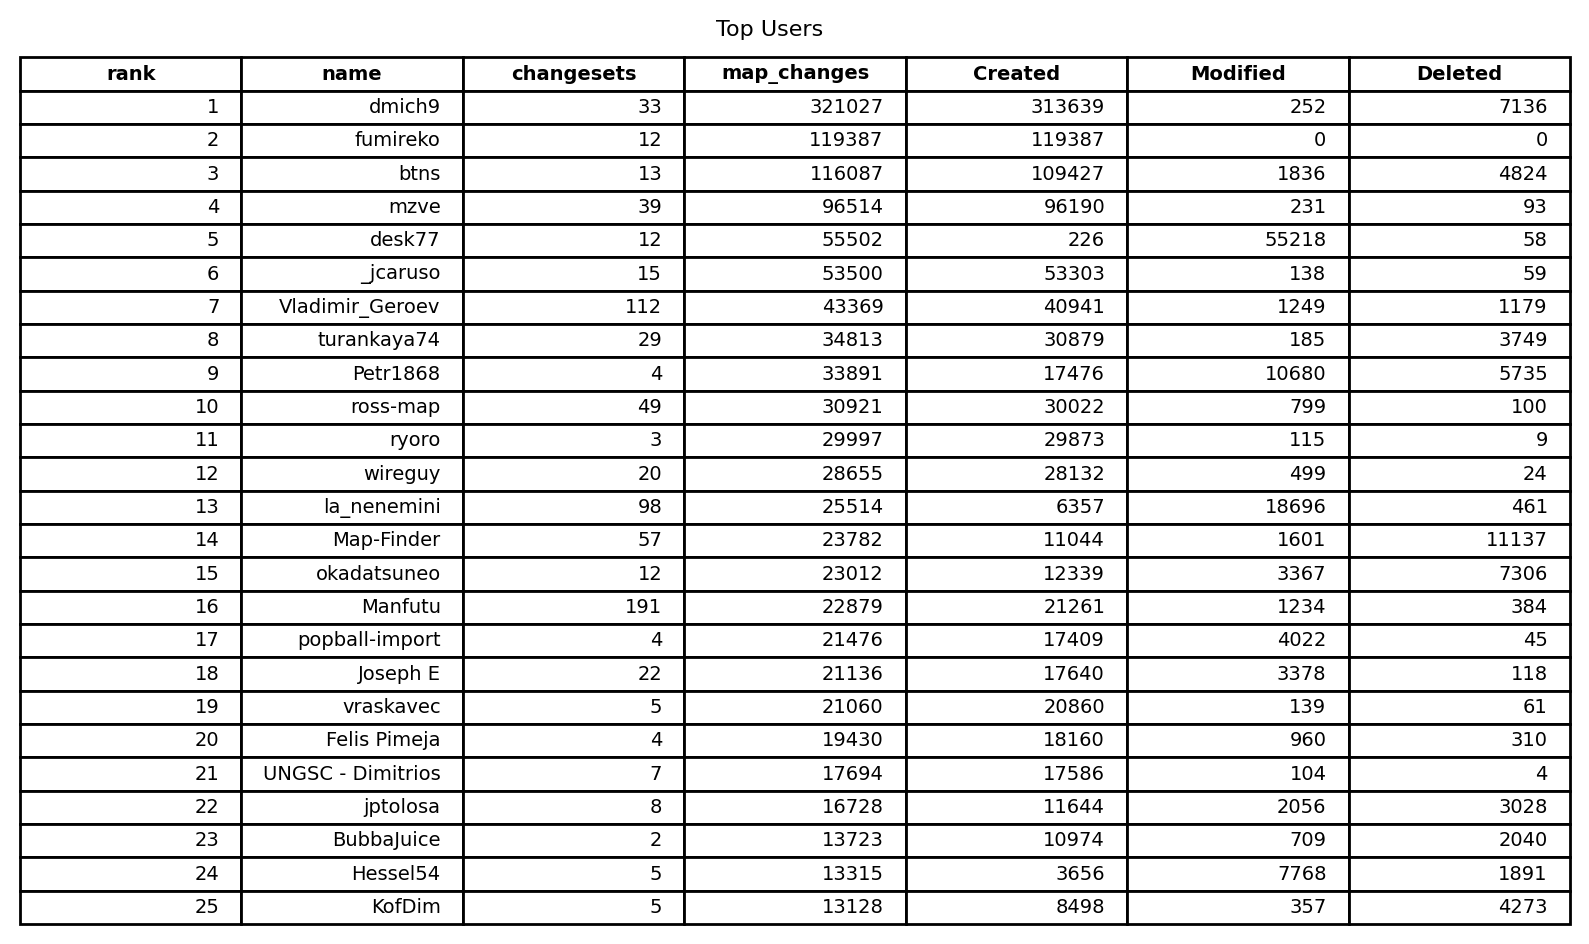 Top Users
rank name changesets map_changes Created Modified Deleted
1 dmich9 33 321027 313639 252 7136
2 fumireko 12 119387 119387 0 0
3 btns 13 116087 109427 1836 4824
4 mzve 39 96514 96190 231 93
5 desk77 12 55502 226 55218 58
6 _jcaruso 15 53500 53303 138 59
7 Vladimir_Geroev 112 43369 40941 1249 1179
8 turankaya74 29 34813 30879 185 3749
9 Petr1868 4 33891 17476 10680 5735
10 ross-map 49 30921 30022 799 100
11 ryoro 3 29997 29873 115 9
12 wireguy 20 28655 28132 499 24
13 la_nenemini 98 25514 6357 18696 461
14 Map-Finder 57 23782 11044 1601 11137
15 okadatsuneo 12 23012 12339 3367 7306
16 Manfutu 191 22879 21261 1234 384
17 popball-import 4 21476 17409 4022 45
18 Joseph E 22 21136 17640 3378 118
19 vraskavec 5 21060 20860 139 61
20 Felis Pimeja 4 19430 18160 960 310
21 UNGSC - Dimitrios 7 17694 17586 104 4
22 jptolosa 8 16728 11644 2056 3028
23 BubbaJuice 2 13723 10974 709 2040
24 Hessel54 5 13315 3656 7768 1891
25 KofDim 5 13128 8498 357 4273